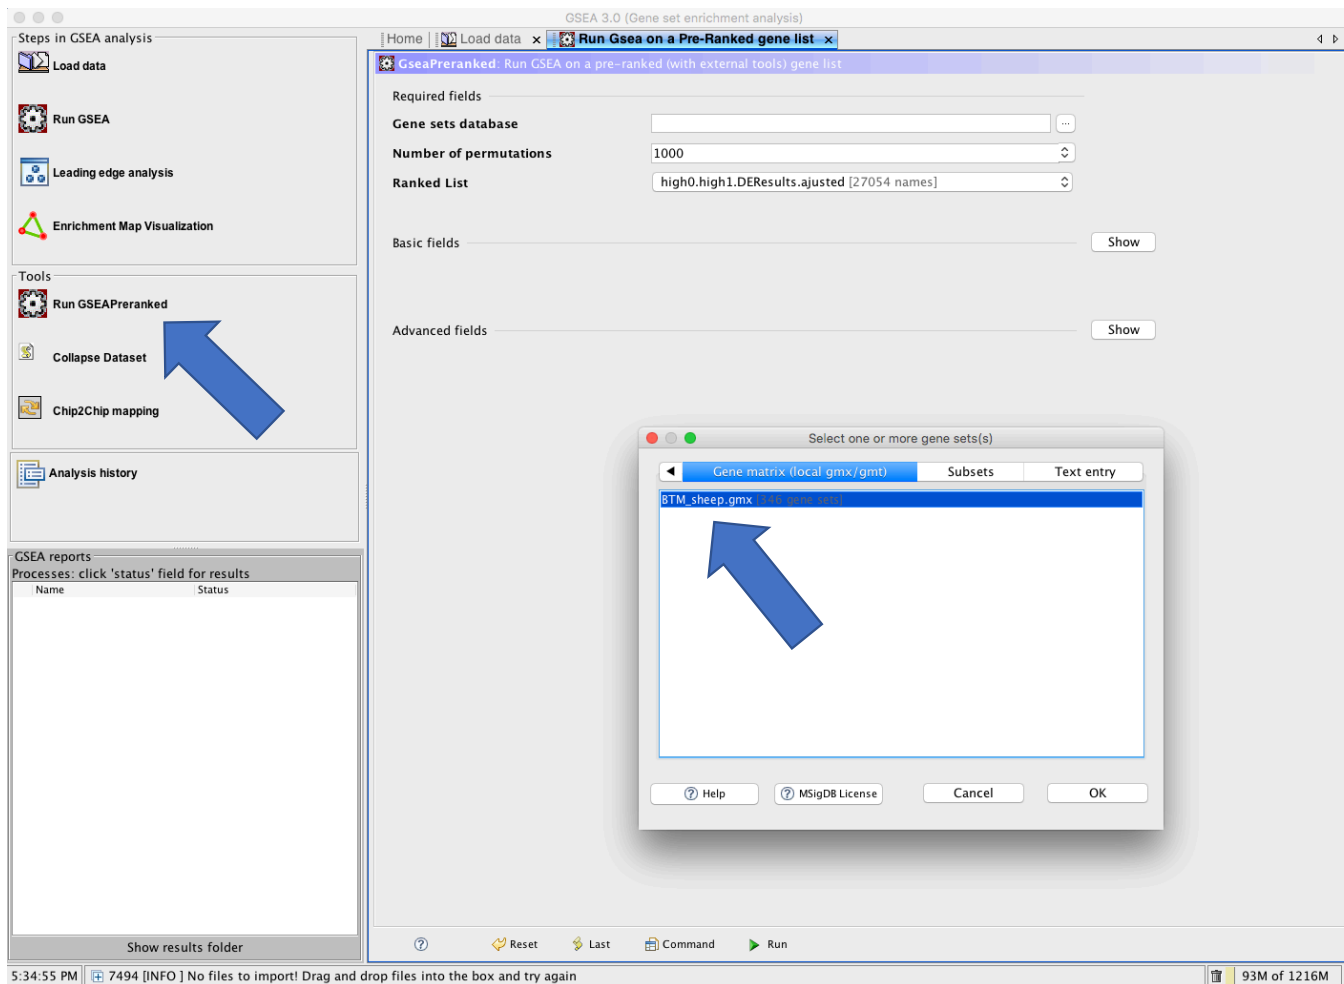 GSEA 3.0 (Gene set enrichment analysis)
Steps in GSEA analysis
Load data
Run GSEA
Leading edge analysis
Enrichment Map Visualization
Tools
Run GSEAPreranked
Collapse Dataset
Chip2Chip mapping
Analysis history
GSEA reports
Processes: click 'status' field for results
Name Status
Show results folder
Home Load data x Run Gsea on a Pre-Ranked gene list x
GseaPreranked: Run GSEA on a pre-ranked (with external tools) gene list
Required fields
Gene sets database ...
Number of permutations 1000
Ranked List high0.high1.DEResults.ajusted [27054 names]
Basic fields Show
Advanced fields Show
Select one or more gene sets(s)
Gene matrix (local gmx/gmt) Subsets Text entry
BTM_sheep.gmx [346 gene sets]
? Help ? MSigDB License Cancel OK
? Reset Last Command Run
5:34:55 PM 7494 [INFO ] No files to import! Drag and drop files into the box and try again 93M of 1216M